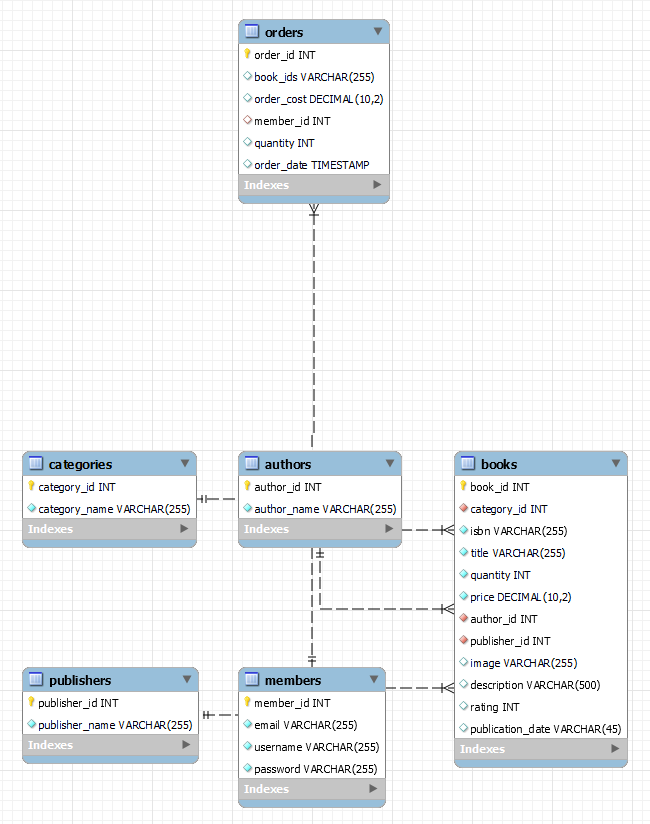 orders
order_id INT
book_ids VARCHAR(255)
order_cost DECIMAL(10,2)
member_id INT
quantity INT
order_date TIMESTAMP
Indexes
categories
category_id INT
category_name VARCHAR(255)
Indexes
authors
author_id INT
author_name VARCHAR(255)
Indexes
books
book_id INT
category_id INT
isbn VARCHAR(255)
title VARCHAR(255)
quantity INT
price DECIMAL(10,2)
author_id INT
publisher_id INT
image VARCHAR(255)
description VARCHAR(500)
rating INT
publication_date VARCHAR(45)
Indexes
publishers
publisher_id INT
publisher_name VARCHAR(255)
Indexes
members
member_id INT
email VARCHAR(255)
username VARCHAR(255)
password VARCHAR(255)
Indexes